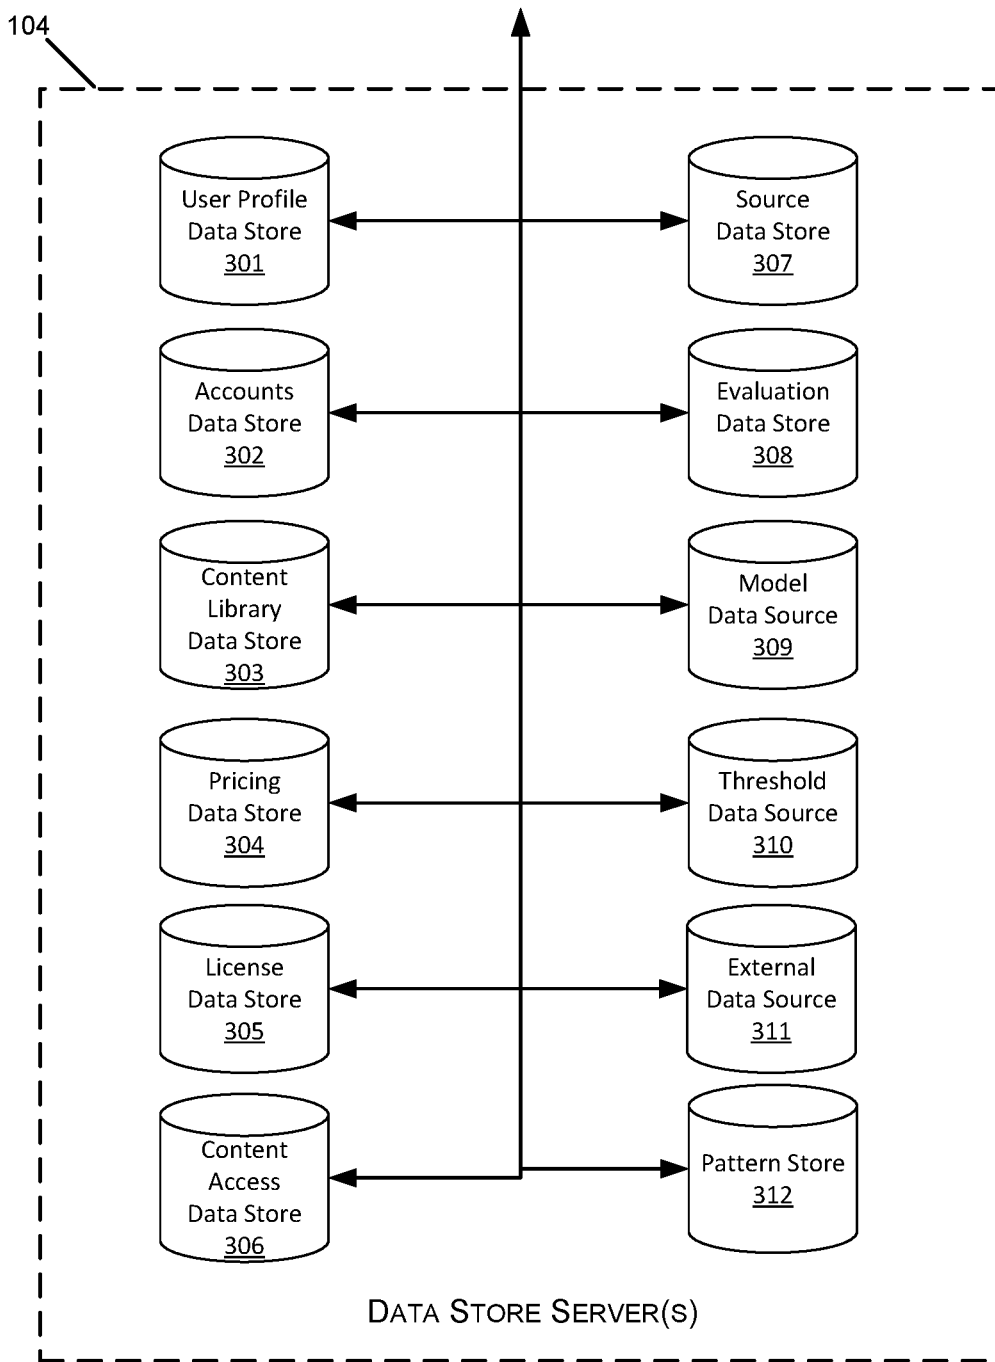 104
User Profile
Data Store
301
Source
Data Store
307
Accounts
Data Store
302
Evaluation
Data Store
308
Content
Library
Data Store
303
Model
Data Source
309
Pricing
Data Store
304
Threshold
Data Source
310
License
Data Store
305
External
Data Source
311
Content
Access
Data Store
306
Pattern Store
312
DATA STORE SERVER(S)